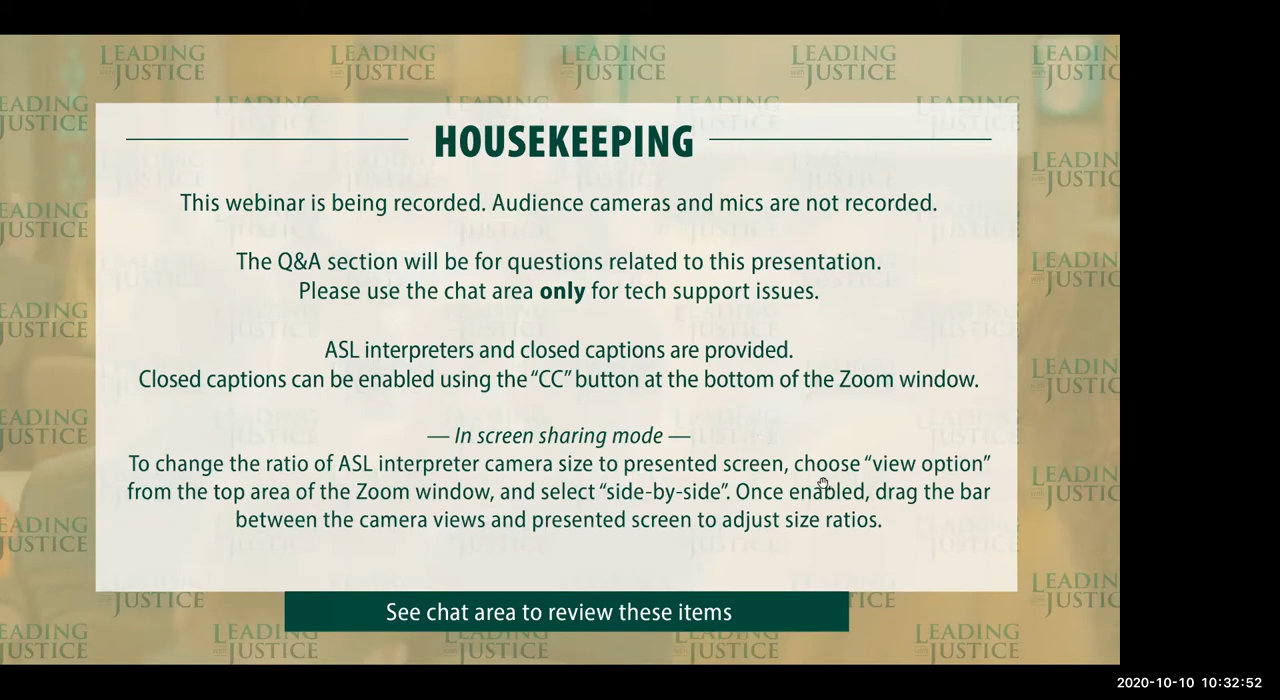 HOUSEKEEPING
This webinar is being recorded. Audience cameras and mics are not recorded.
The Q&A section will be for questions related to this presentation.
Please use the chat area only for tech support issues.
ASL interpreters and closed captions are provided.
Closed captions can be enabled using the “CC” button at the bottom of the Zoom window.
— In screen sharing mode —
To change the ratio of ASL interpreter camera size to presented screen, choose “view option”
from the top area of the Zoom window, and select “side-by-side”. Once enabled, drag the bar
between the camera views and presented screen to adjust size ratios.
See chat area to review these items
LEADING
WITH JUSTICE
2020-10-10 10:32:52